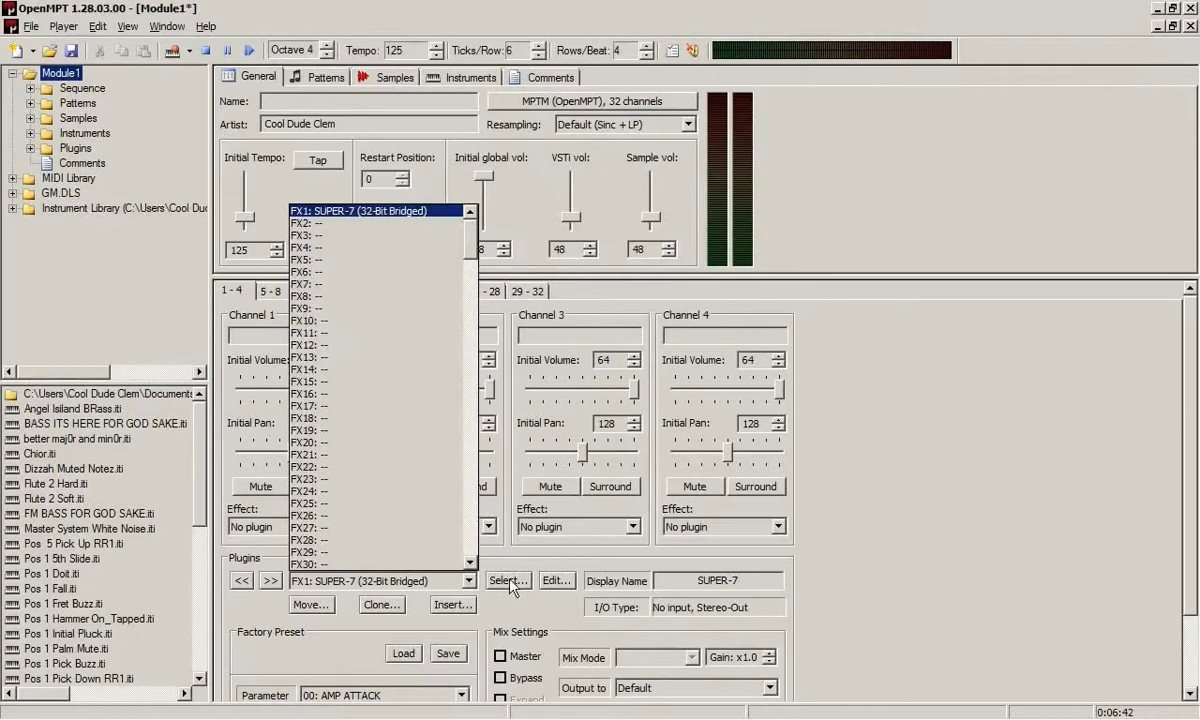 OpenMPT 1.28.03.00 - [Module1*]
File Player Edit View Window Help
Octave 4 Tempo: 125 Ticks/Row: 6 Rows/Beat: 4
Module1
Sequence
Patterns
Samples
Instruments
Plugins
Comments
MIDI Library
GM.DLS
Instrument Library (C:\Users\Cool Duc
C:\Users\Cool Dude Clem\Documents
Angel Isiland BRass.iti
BASS ITS HERE FOR GOD SAKE.iti
better maj0r and min0r.iti
Chior.iti
Dizzah Muted Notez.iti
Flute 2 Hard.iti
Flute 2 Soft.iti
FM BASS FOR GOD SAKE.iti
Master System White Noise.iti
Pos 5 Pick Up RR1.iti
Pos 1 5th Slide.iti
Pos 1 Doit.iti
Pos 1 Fall.iti
Pos 1 Fret Buzz.iti
Pos 1 Hammer On_Tapped.iti
Pos 1 Initial Pluck.iti
Pos 1 Palm Mute.iti
Pos 1 Pick Buzz.iti
Pos 1 Pick Down RR1.iti
General Patterns Samples Instruments Comments
Name: MPTM (OpenMPT), 32 channels
Artist: Cool Dude Clem Resampling: Default (Sinc + LP)
Initial Tempo: Tap Restart Position: Initial global vol: VSTi vol: Sample vol:
0
125 8 48 48
FX1: SUPER-7 (32-Bit Bridged)
FX2: --
FX3: --
FX4: --
FX5: --
FX6: --
FX7: --
FX8: --
FX9: --
FX10: --
FX11: --
FX12: --
FX13: --
FX14: --
FX15: --
FX16: --
FX17: --
FX18: --
FX19: --
FX20: --
FX21: --
FX22: --
FX23: --
FX24: --
FX25: --
FX26: --
FX27: --
FX28: --
FX29: --
FX30: --
1 - 4 5 - 8 - 28 29 - 32
Channel 1 Channel 3 Channel 4
Initial Volume: Initial Volume: 64 Initial Volume: 64
Initial Pan: Initial Pan: 128 Initial Pan: 128
Mute nd Mute Surround Mute Surround
Effect: Effect: Effect:
No plugin No plugin No plugin
Plugins
<< >> FX1: SUPER-7 (32-Bit Bridged) Select... Edit... Display Name SUPER-7
Move... Clone... Insert... I/O Type: No input, Stereo-Out
Factory Preset Mix Settings
Load Save Master Mix Mode Gain: x1.0
Bypass Output to Default
Parameter 00: AMP ATTACK Expand
0:06:42